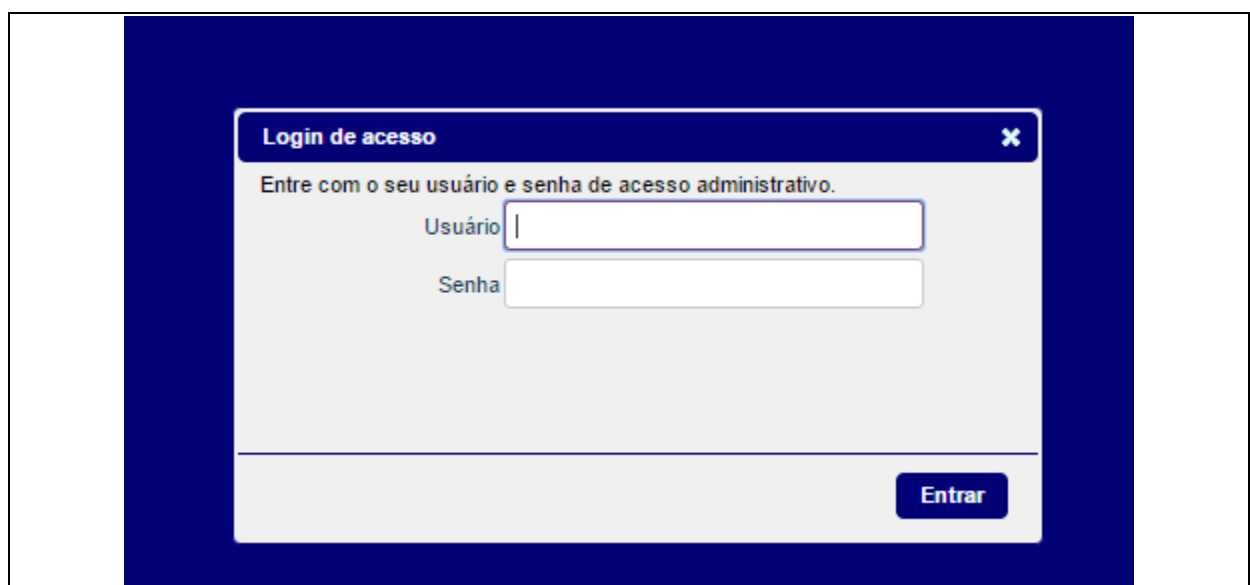 Login de acesso
Entre com o seu usuário e senha de acesso administrativo.
Usuário
Senha
Entrar